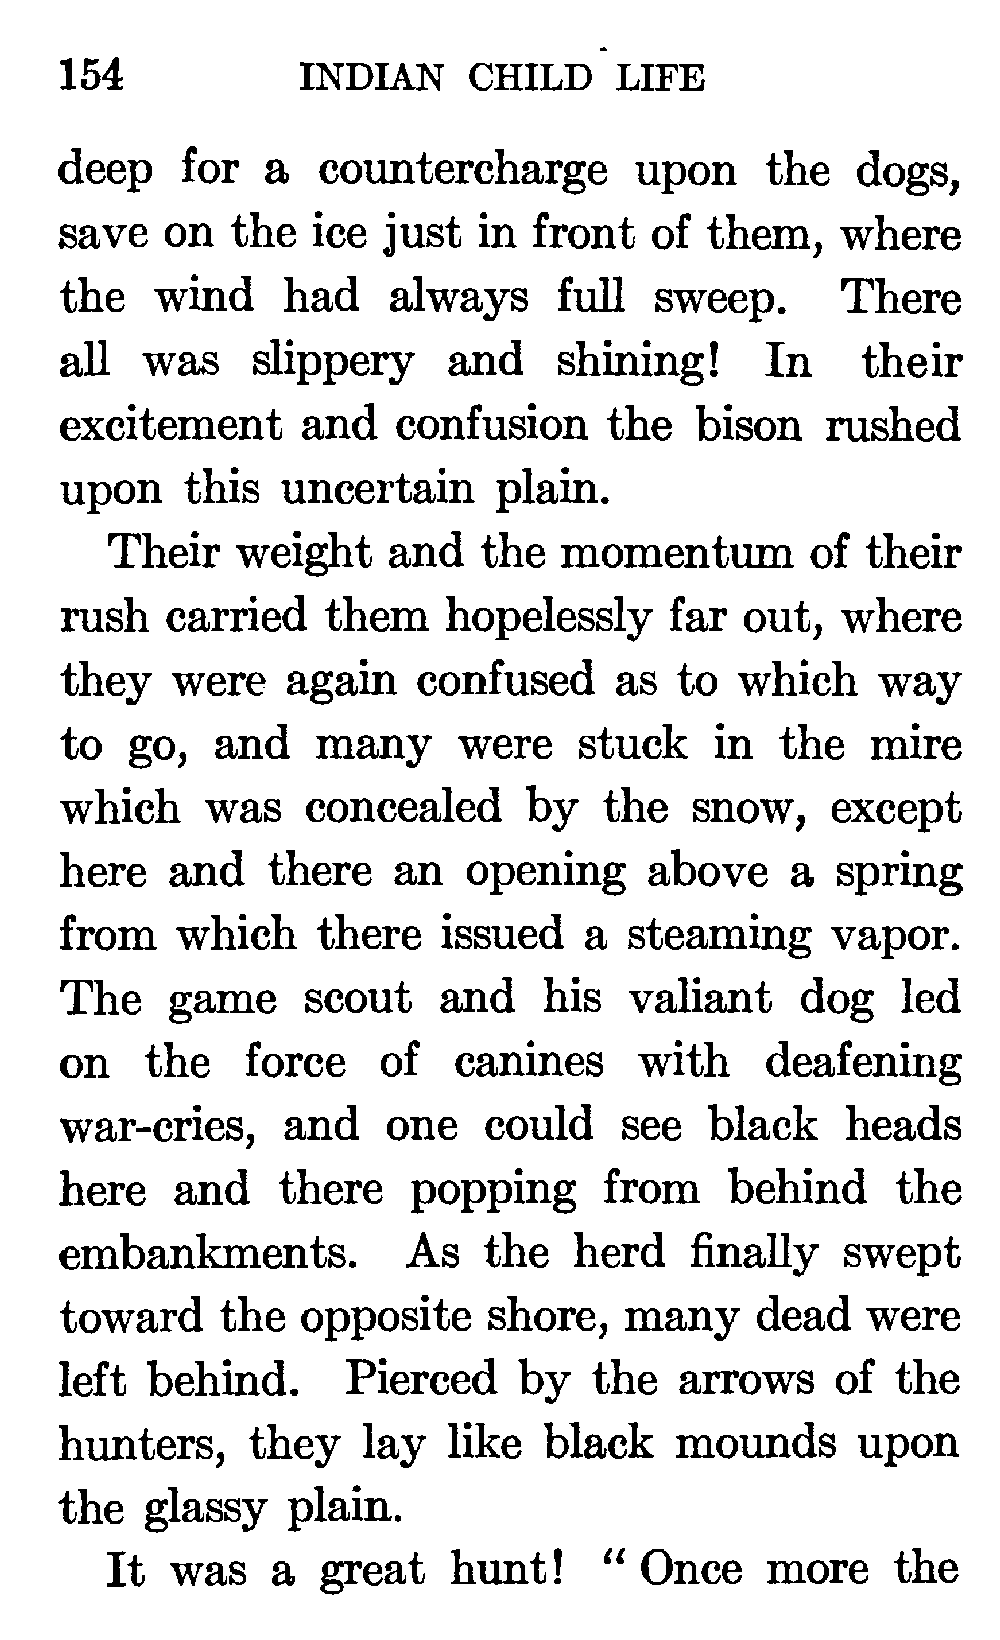 154 INDIAN CHILD LIFE
deep for a countercharge upon the dogs,
save on the ice just in front of them, where
the wind had always full sweep. There
all was slippery and shining! In their
excitement and confusion the bison rushed
upon this uncertain plain.
Their weight and the momentum of their
rush carried them hopelessly far out, where
they were again confused as to which way
to go, and many were stuck in the mire
which was concealed by the snow, except
here and there an opening above a spring
from which there issued a steaming vapor.
The game scout and his valiant dog led
on the force of canines with deafening
war-cries, and one could see black heads
here and there popping from behind the
embankments. As the herd finally swept
toward the opposite shore, many dead were
left behind. Pierced by the arrows of the
hunters, they lay like black mounds upon
the glassy plain.
It was a great hunt! “ Once more the